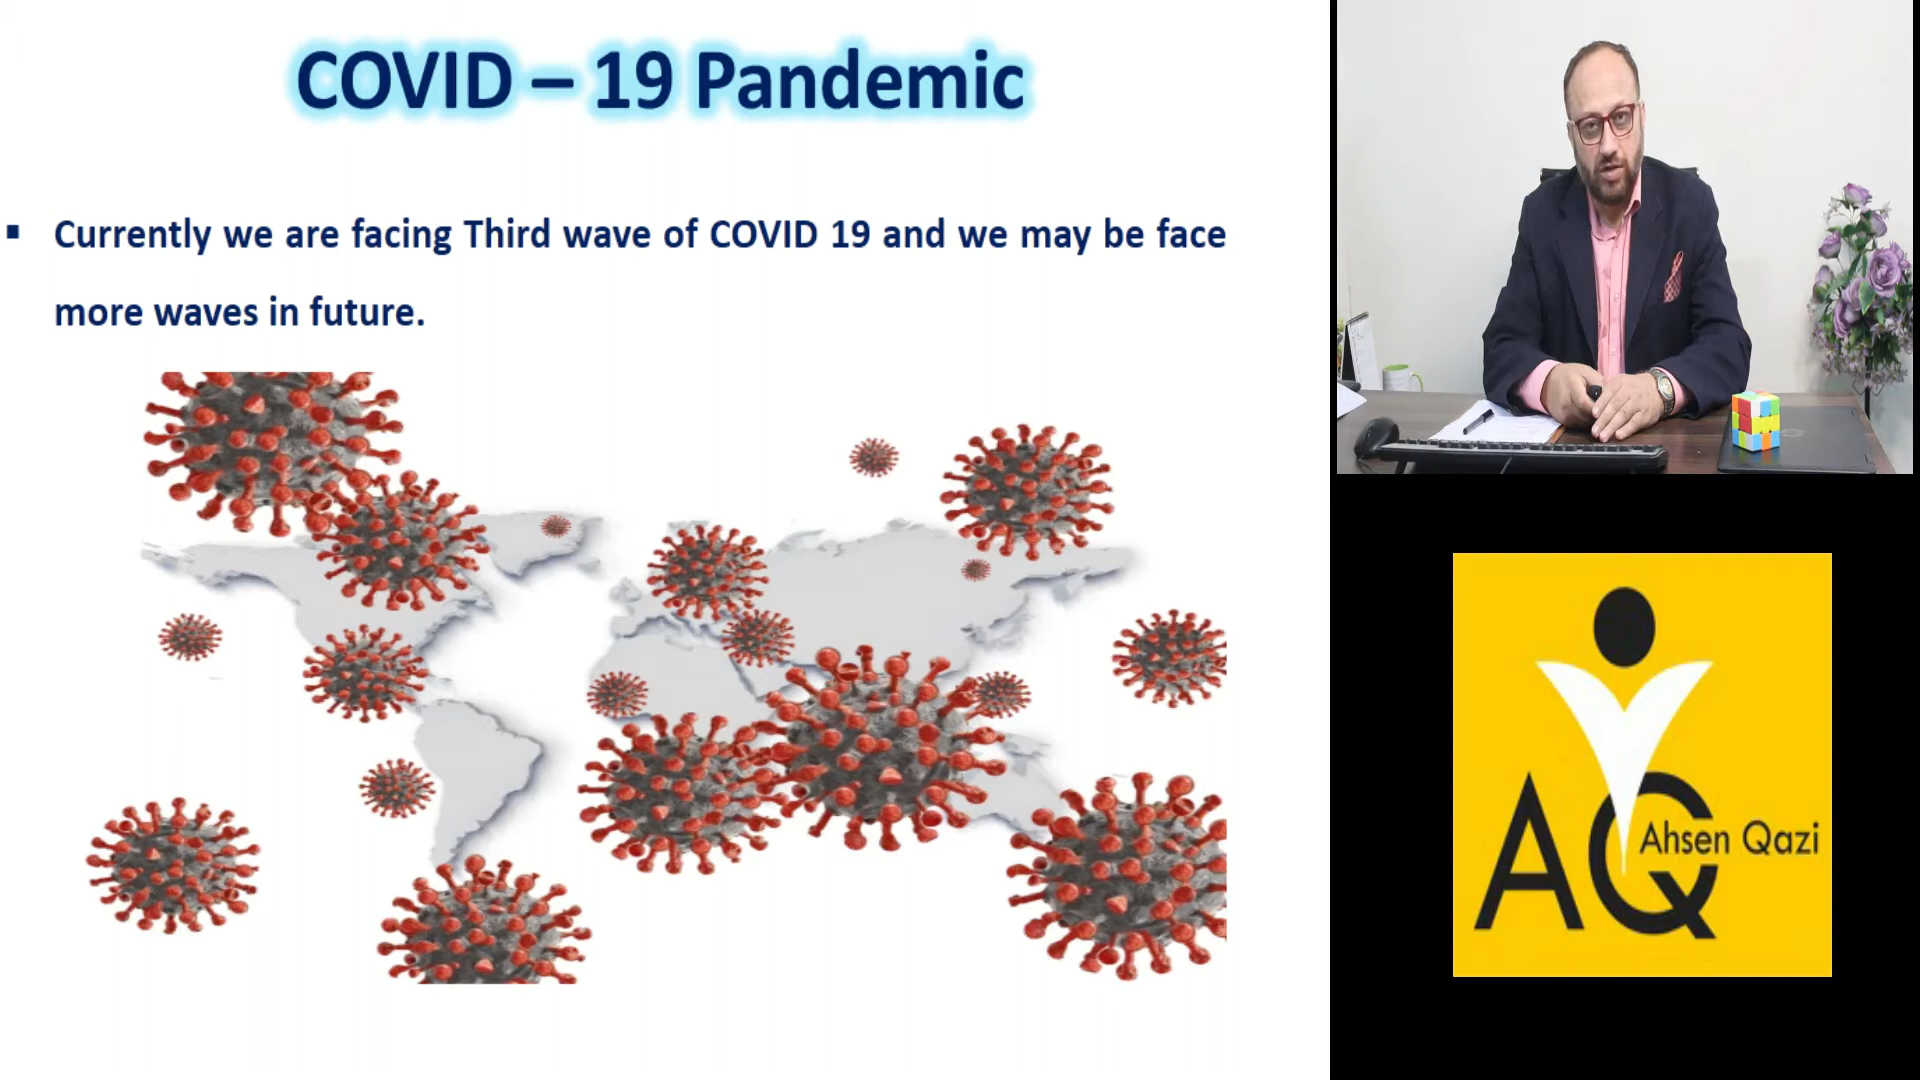 COVID – 19 Pandemic
▪ Currently we are facing Third wave of COVID 19 and we may be face
more waves in future.
AQ
Ahsen Qazi